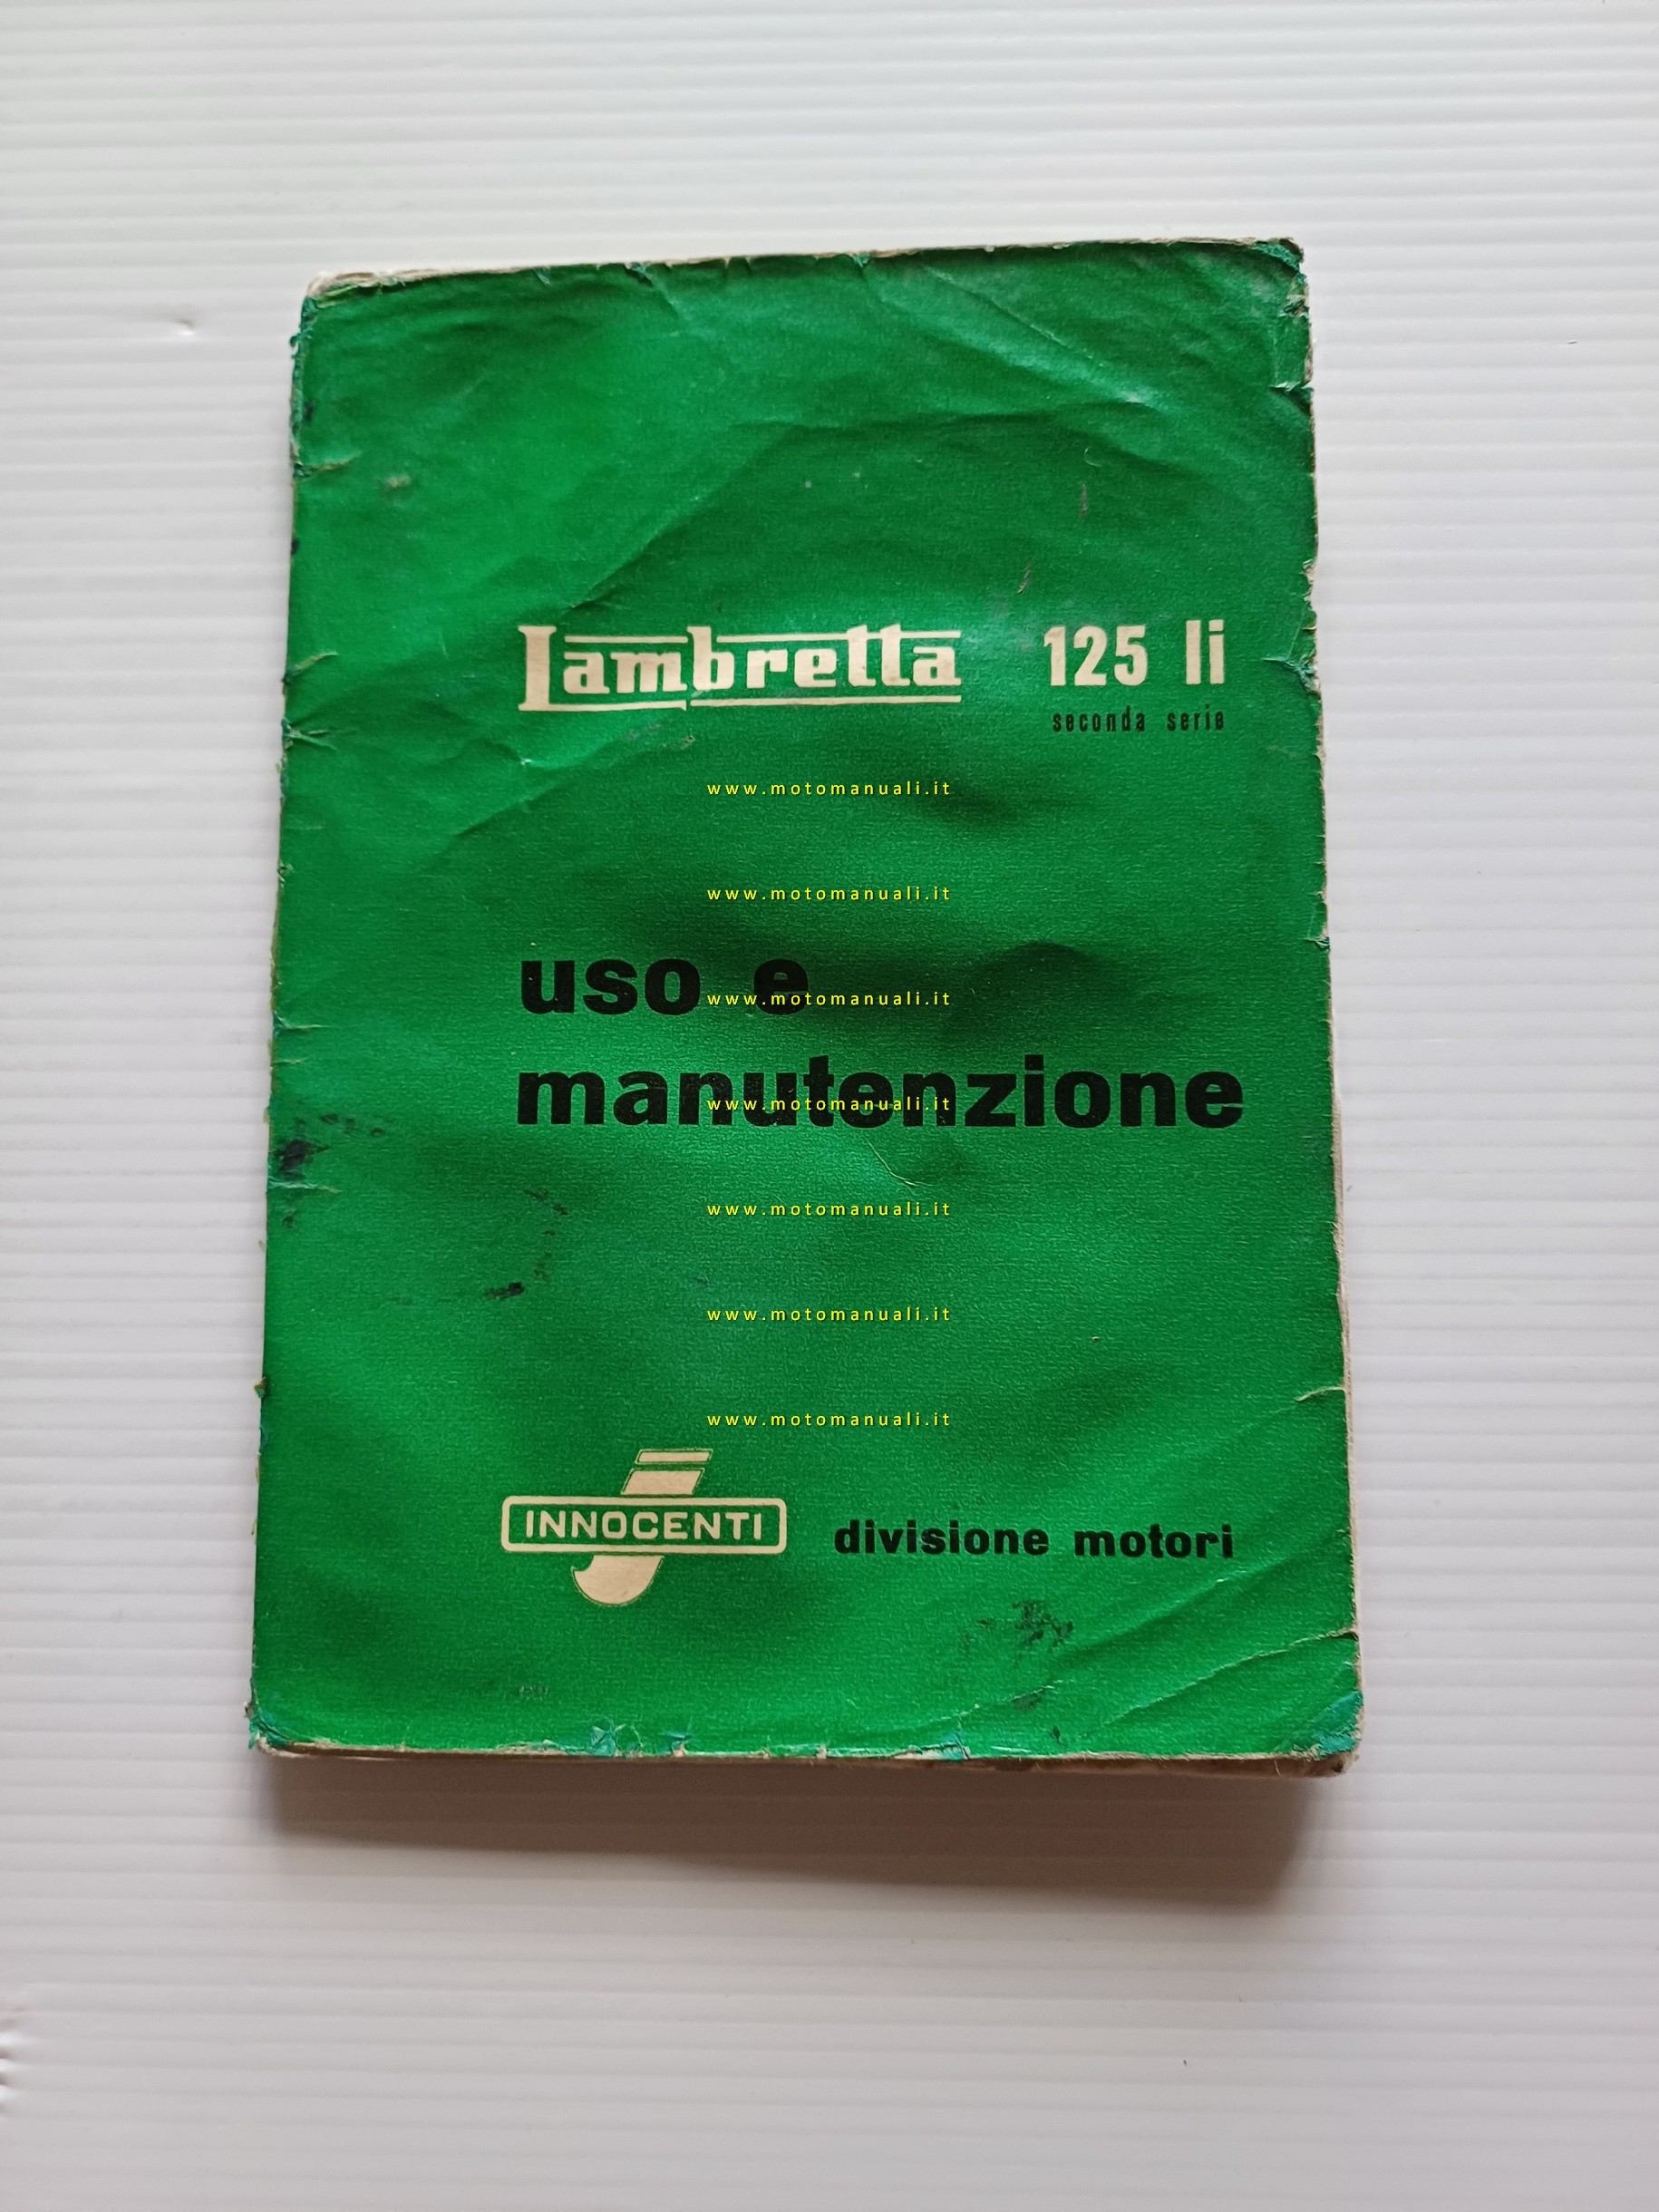 Lambretta 125 li
seconda serie
www.motomanuali.it
www.motomanuali.it
uso e
www.motomanuali.it
manutenzione
www.motomanuali.it
www.motomanuali.it
www.motomanuali.it
www.motomanuali.it
INNOCENTI divisione motori